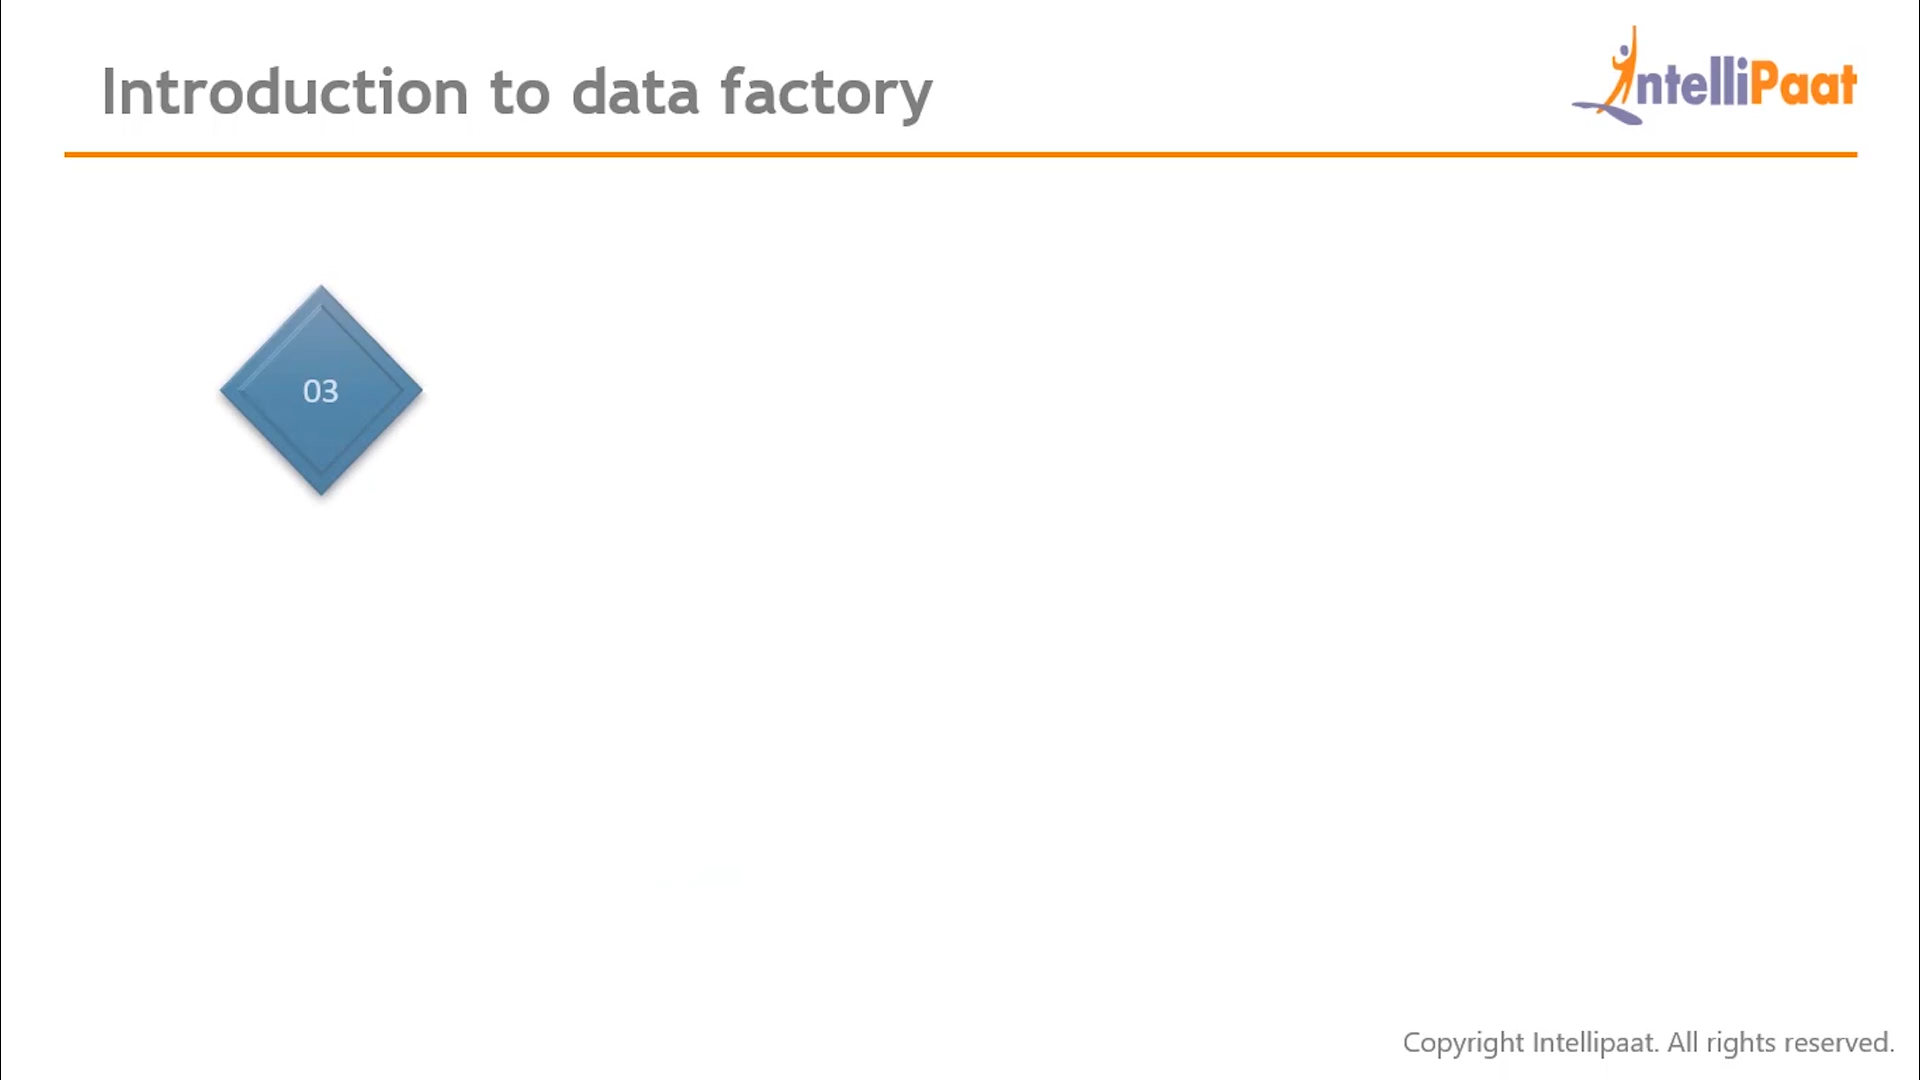 Introduction to data factory
IntelliPaat
03
Copyright Intellipaat. All rights reserved.